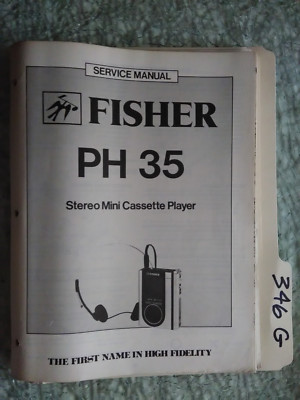 SERVICE MANUAL
FISHER
PH 35
Stereo Mini Cassette Player
THE FIRST NAME IN HIGH FIDELITY
346 G